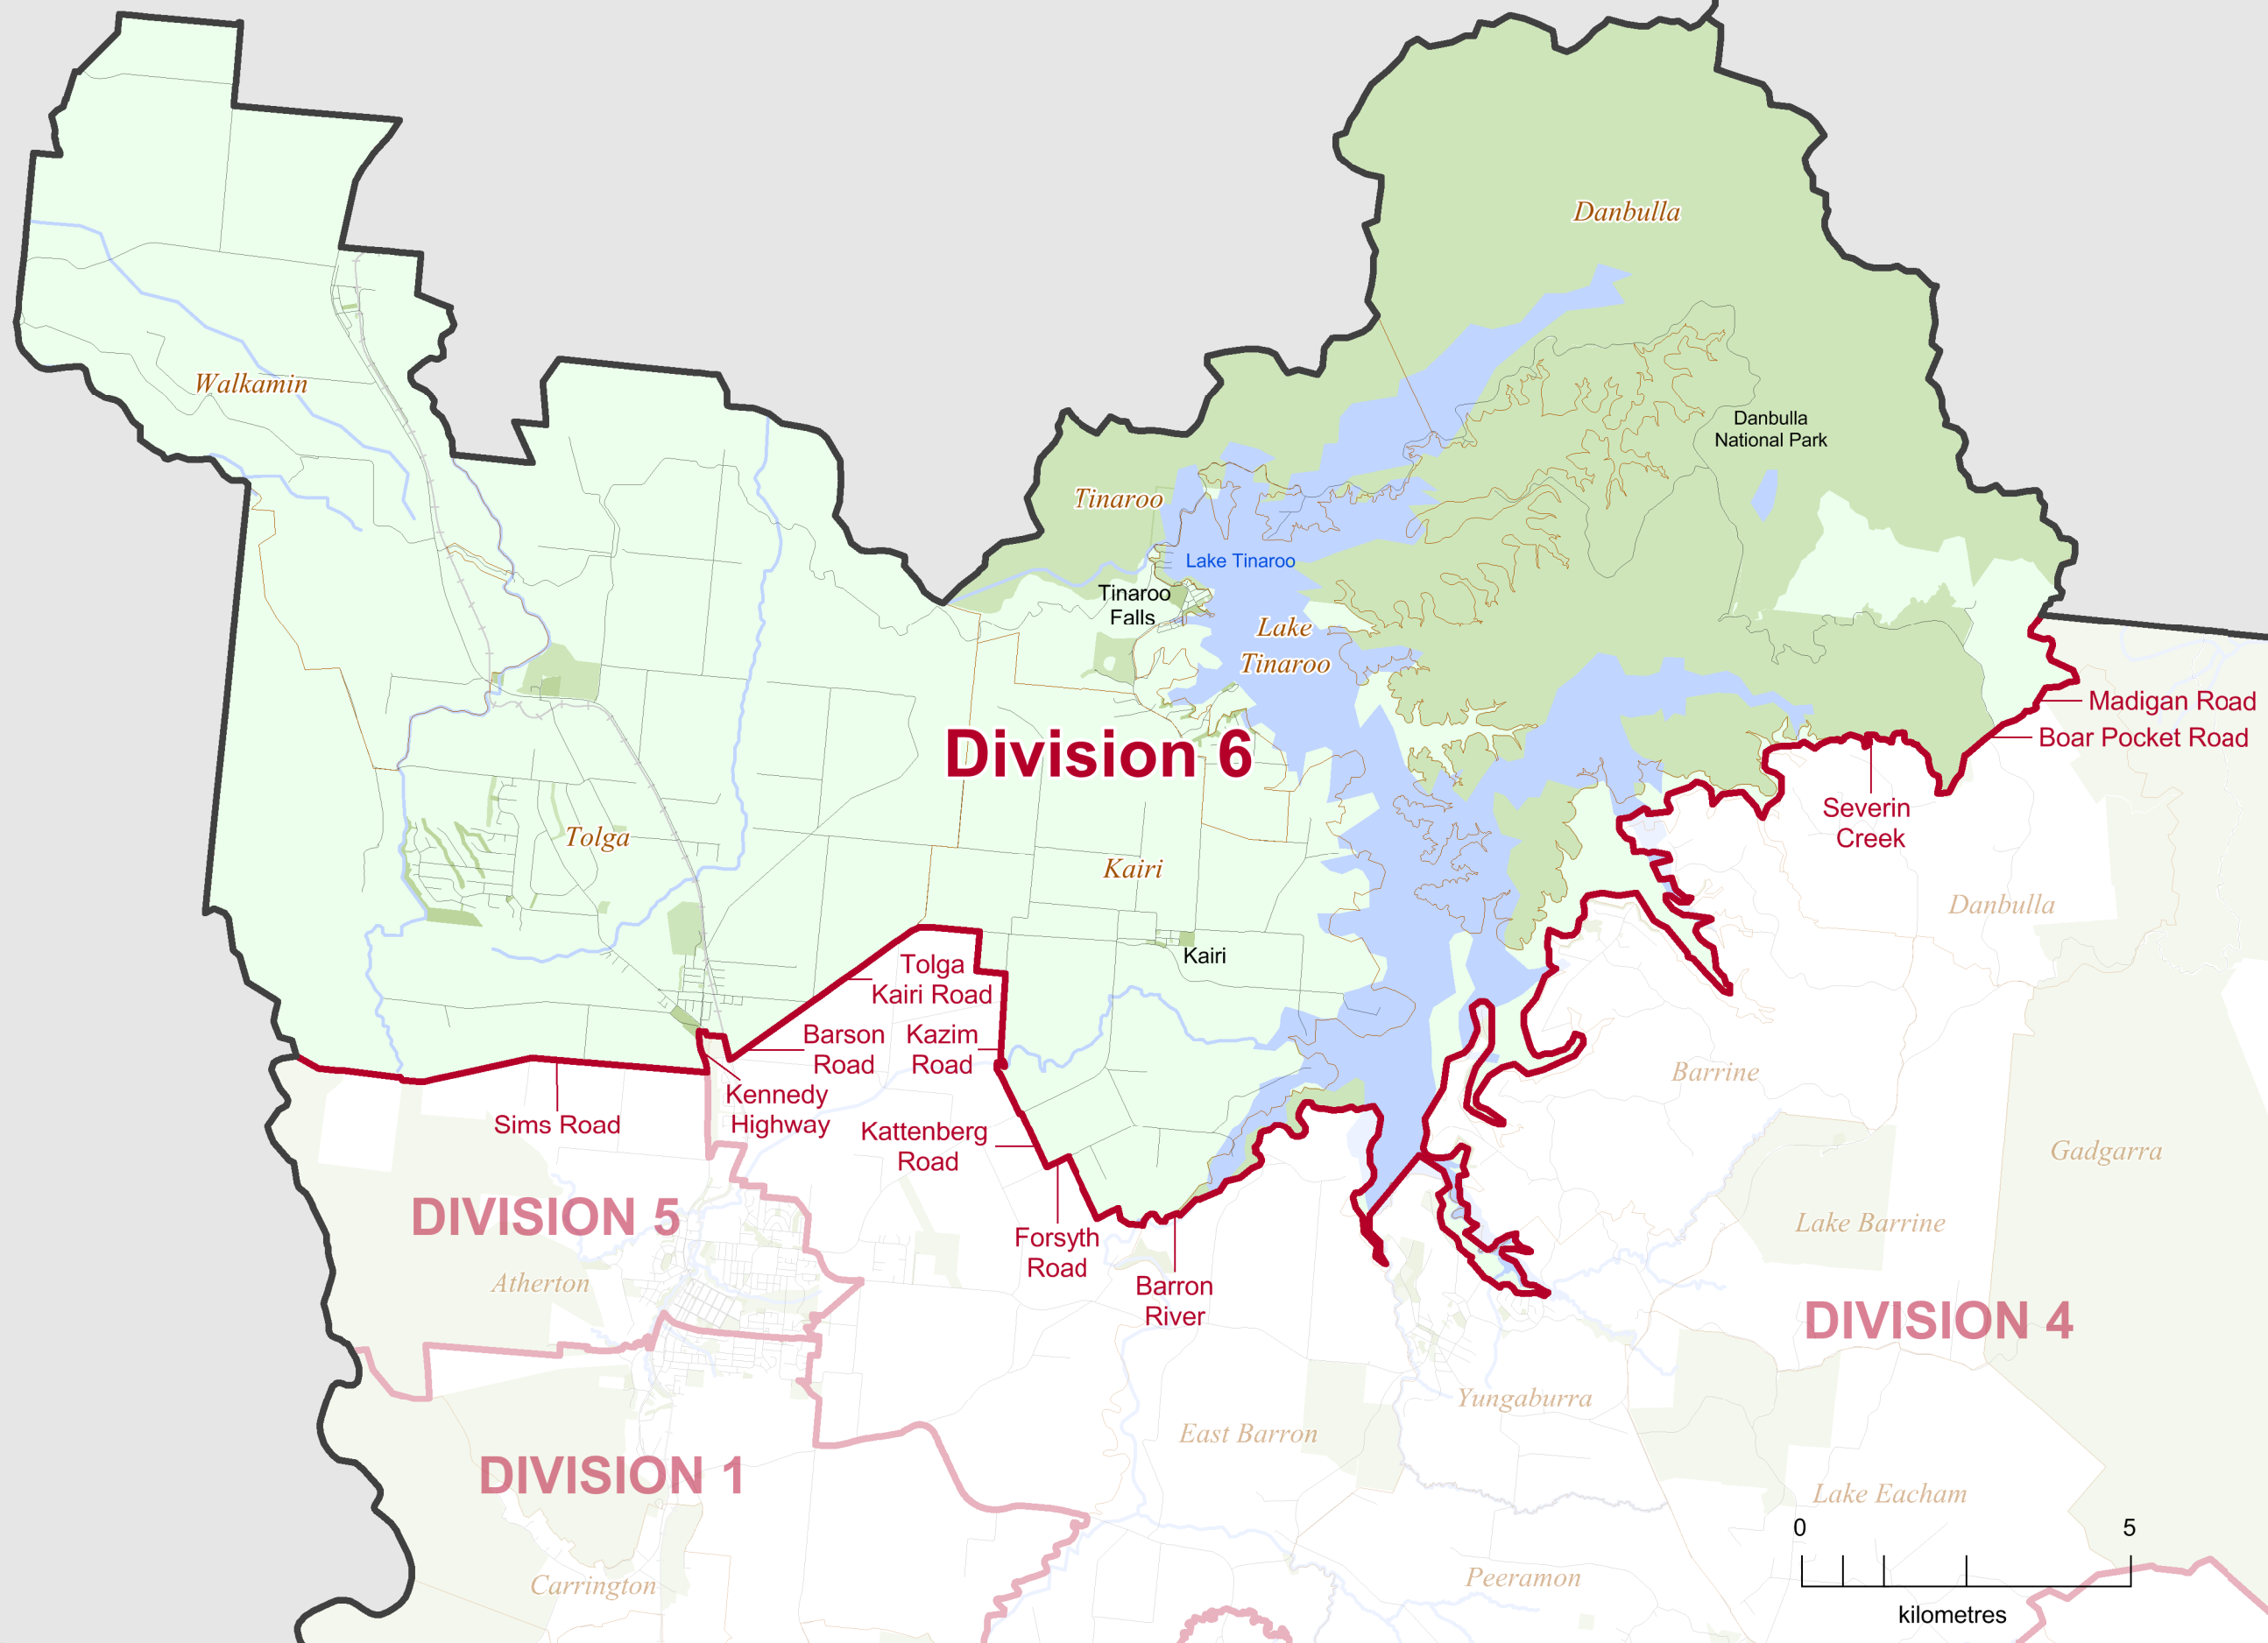 Danbulla
Walkamin
Danbulla
National Park
Tinaroo
Lake Tinaroo
Tinaroo
Falls
Lake
Tinaroo
Madigan Road
Boar Pocket Road
Division 6
Severin
Creek
Tolga
Kairi
Danbulla
Kairi
Tolga
Kairi Road
Barson
Road
Kazim
Road
Barrine
Kennedy
Highway
Sims Road
Kattenberg
Road
Gadgarra
DIVISION 5
Lake Barrine
Forsyth
Road
Atherton
Barron
River
DIVISION 4
Yungaburra
East Barron
DIVISION 1
Lake Eacham
0 5
Carrington
Peeramon
kilometres